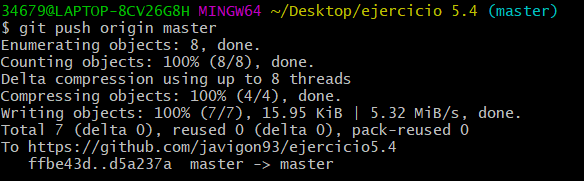 34679@LAPTOP-8CV26G8H MINGW64 ~/Desktop/ejercicio 5.4 (master)
$ git push origin master
Enumerating objects: 8, done.
Counting objects: 100% (8/8), done.
Delta compression using up to 8 threads
Compressing objects: 100% (4/4), done.
Writing objects: 100% (7/7), 15.95 KiB | 5.32 MiB/s, done.
Total 7 (delta 0), reused 0 (delta 0), pack-reused 0
To https://github.com/javigon93/ejercicio5.4
   ffbe43d..d5a237a  master -> master